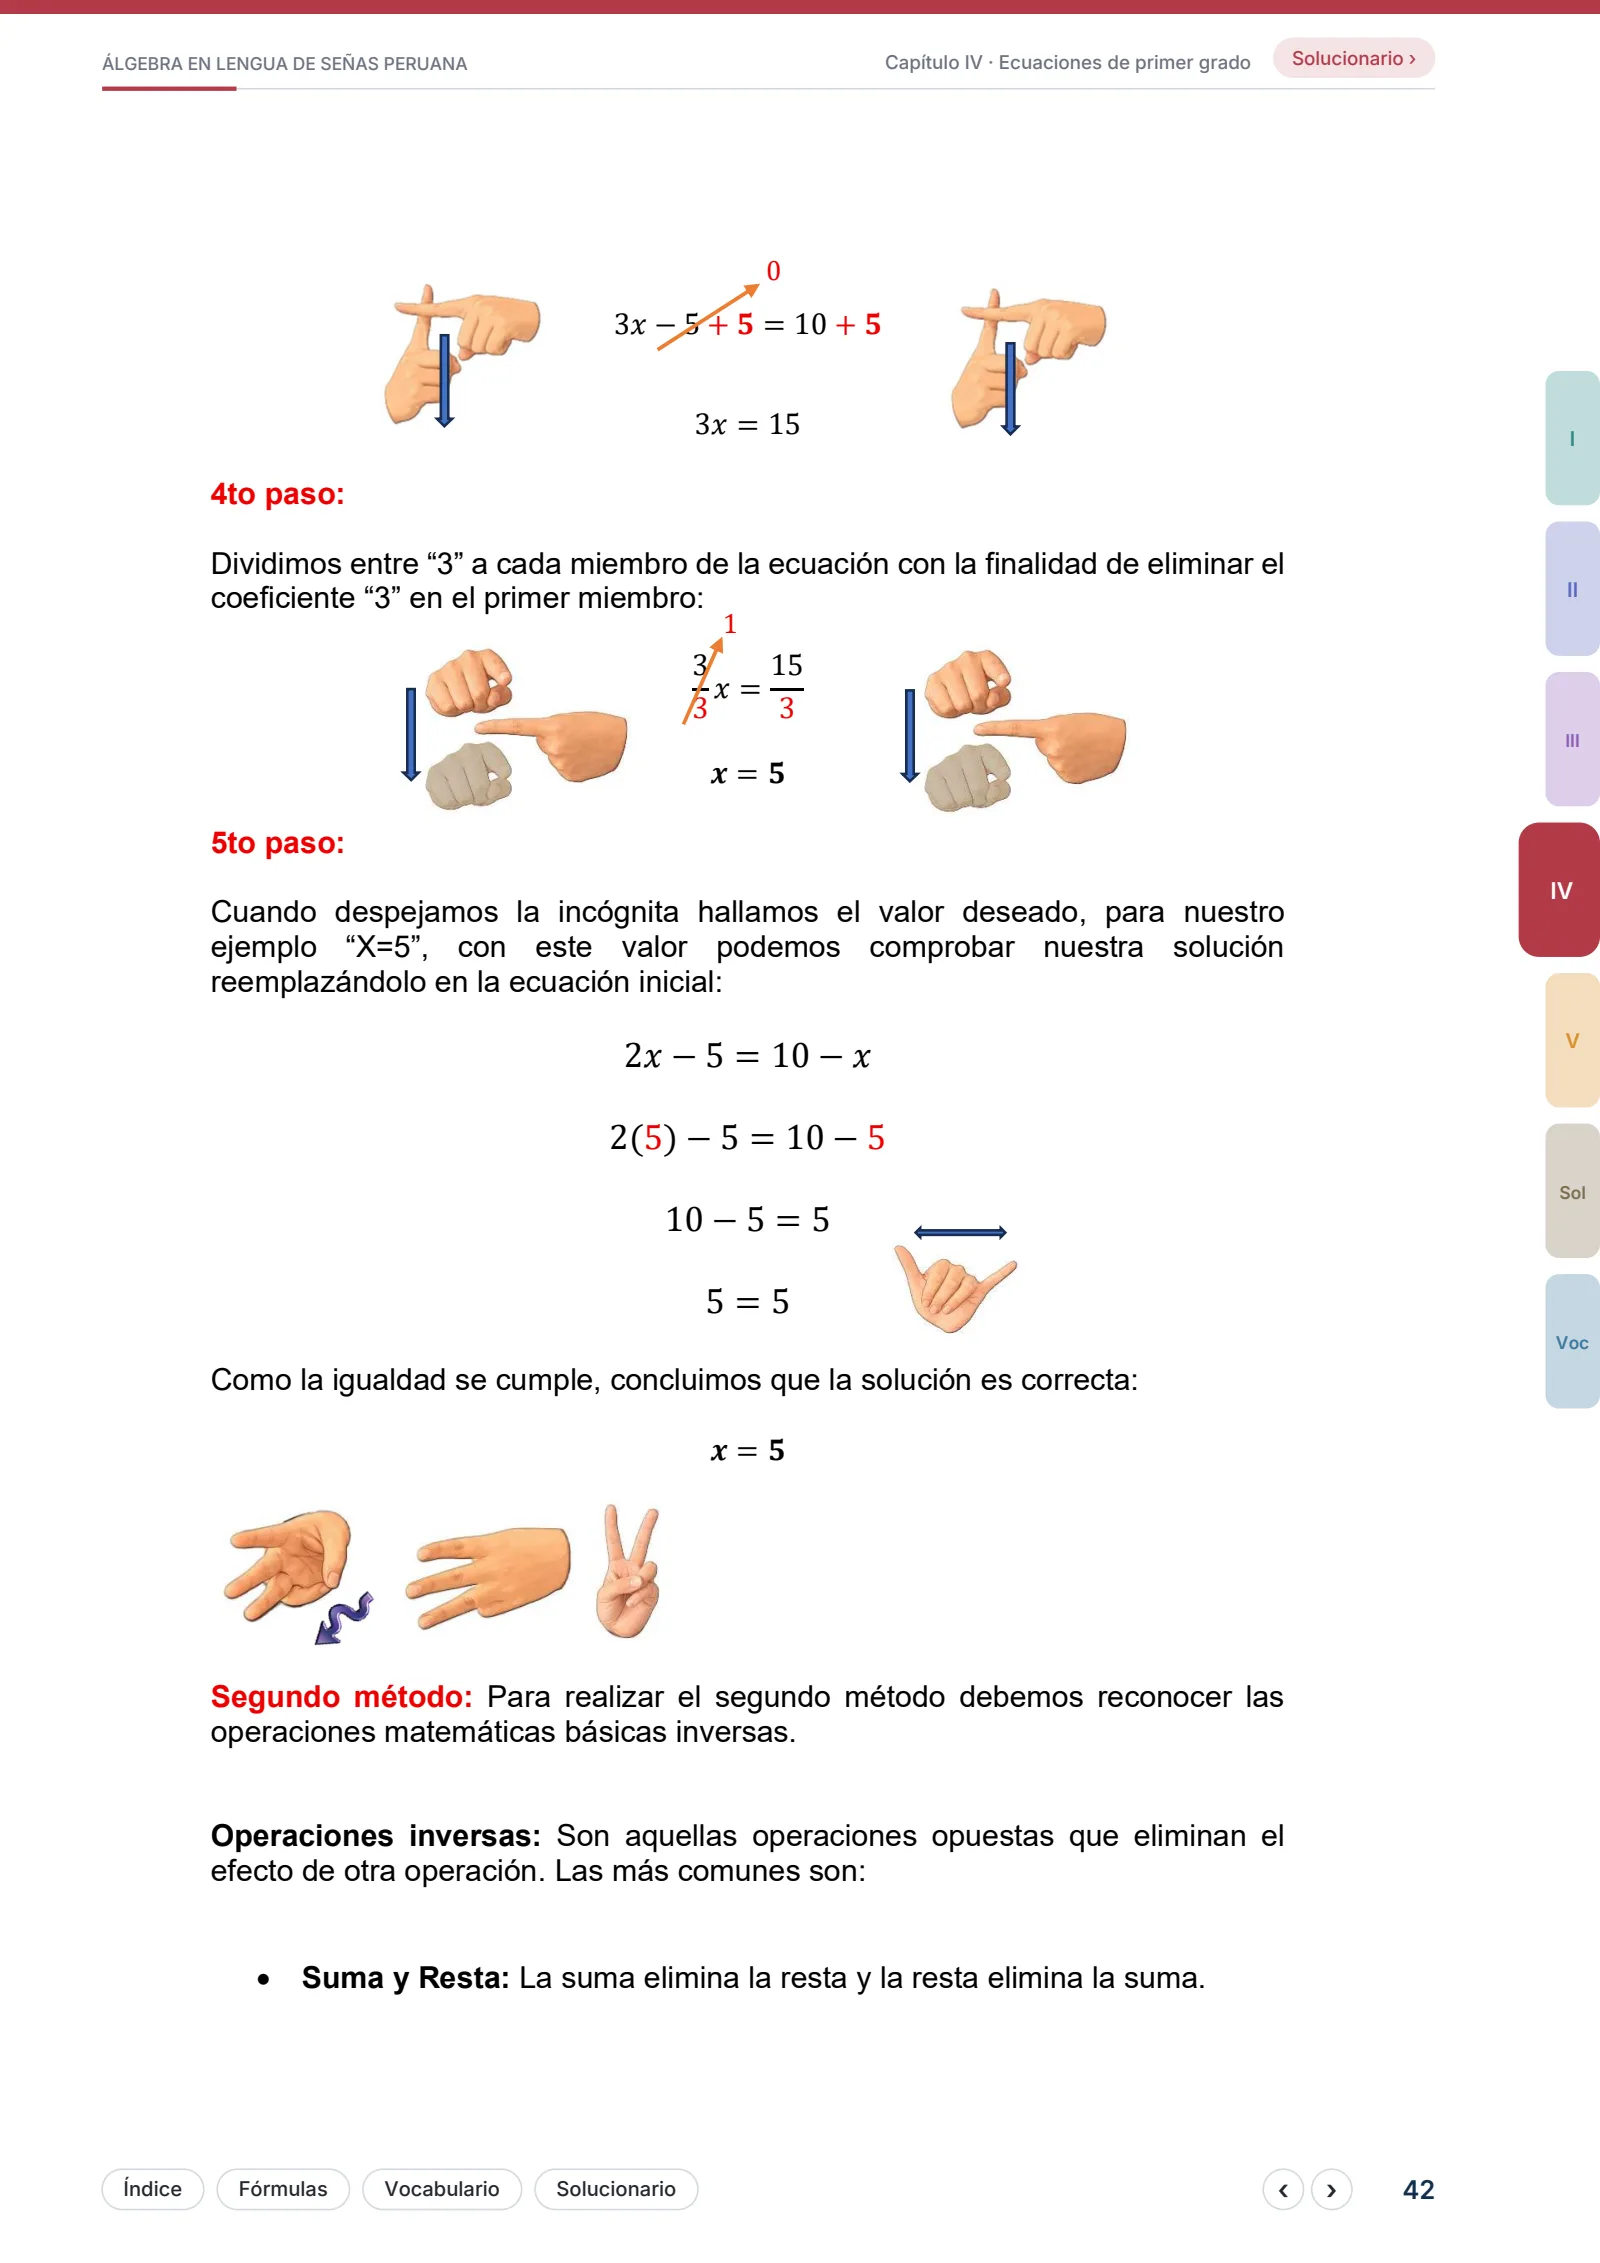 ÁLGEBRA EN LENGUA DE SEÑAS PERUANA
Capítulo IV · Ecuaciones de primer grado
Solucionario ›
0
3x − 5 + 5 = 10 + 5
3x = 15
4to paso:
Dividimos entre “3” a cada miembro de la ecuación con la finalidad de eliminar el
coeficiente “3” en el primer miembro:
1
3/3 x = 15/3
x = 5
5to paso:
Cuando despejamos la incógnita hallamos el valor deseado, para nuestro
ejemplo “X=5”, con este valor podemos comprobar nuestra solución
reemplazándolo en la ecuación inicial:
2x − 5 = 10 − x
2(5) − 5 = 10 − 5
10 − 5 = 5
5 = 5
Como la igualdad se cumple, concluimos que la solución es correcta:
x = 5
Segundo método: Para realizar el segundo método debemos reconocer las
operaciones matemáticas básicas inversas.
Operaciones inversas: Son aquellas operaciones opuestas que eliminan el
efecto de otra operación. Las más comunes son:
• Suma y Resta: La suma elimina la resta y la resta elimina la suma.
I
II
III
IV
V
Sol
Voc
Índice
Fórmulas
Vocabulario
Solucionario
‹ ›
42